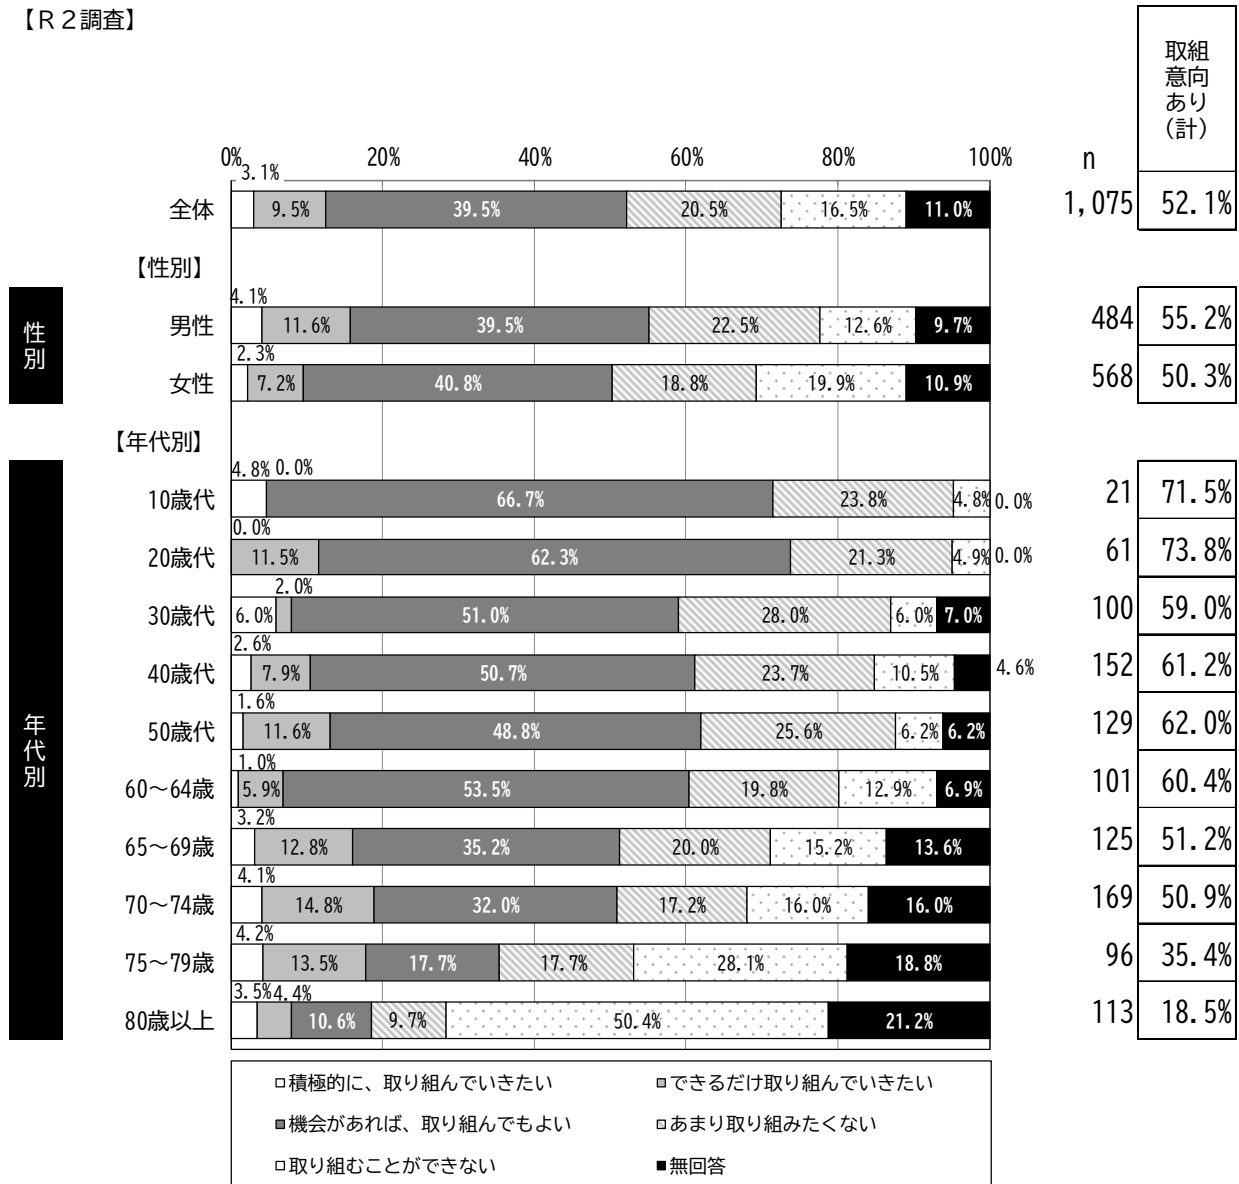 【Ｒ２調査】
取組
意向
あり
(計)
0% 20% 40% 60% 80% 100% n
3.1%
全体 9.5% 39.5% 20.5% 16.5% 11.0% 1,075 52.1%
【性別】
性別
4.1%
男性 11.6% 39.5% 22.5% 12.6% 9.7% 484 55.2%
2.3%
女性 7.2% 40.8% 18.8% 19.9% 10.9% 568 50.3%
【年代別】
年代別
4.8% 0.0%
10歳代 66.7% 23.8% 4.8% 0.0% 21 71.5%
0.0%
20歳代 11.5% 62.3% 21.3% 4.9% 0.0% 61 73.8%
2.0%
30歳代 6.0% 51.0% 28.0% 6.0% 7.0% 100 59.0%
2.6%
40歳代 7.9% 50.7% 23.7% 10.5% 4.6% 152 61.2%
1.6%
50歳代 11.6% 48.8% 25.6% 6.2% 6.2% 129 62.0%
1.0%
60～64歳 5.9% 53.5% 19.8% 12.9% 6.9% 101 60.4%
3.2%
65～69歳 12.8% 35.2% 20.0% 15.2% 13.6% 125 51.2%
4.1%
70～74歳 14.8% 32.0% 17.2% 16.0% 16.0% 169 50.9%
4.2%
75～79歳 13.5% 17.7% 17.7% 28.1% 18.8% 96 35.4%
3.5% 4.4%
80歳以上 10.6% 9.7% 50.4% 21.2% 113 18.5%
積極的に、取り組んでいきたい できるだけ取り組んでいきたい
機会があれば、取り組んでもよい あまり取り組みたくない
取り組むことができない 無回答